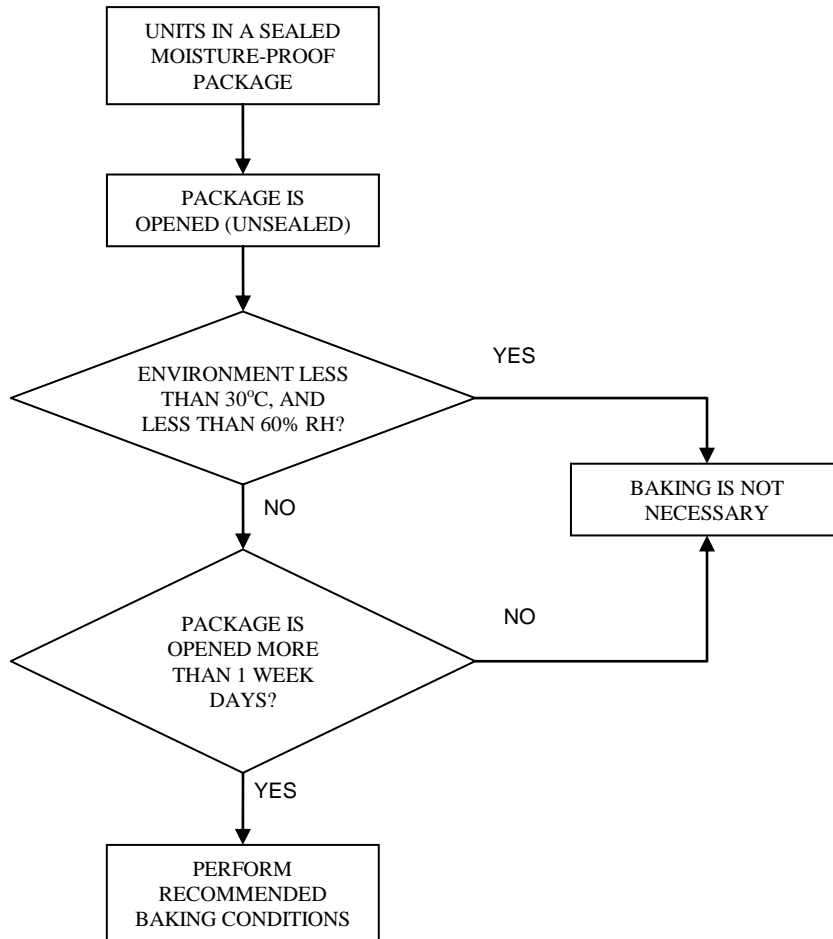 UNITS IN A SEALED
MOISTURE-PROOF
PACKAGE
PACKAGE IS
OPENED (UNSEALED)
ENVIRONMENT LESS
THAN 30°C, AND
LESS THAN 60% RH?
YES
BAKING IS NOT
NECESSARY
NO
PACKAGE IS
OPENED MORE
THAN 1 WEEK
DAYS?
NO
YES
PERFORM
RECOMMENDED
BAKING CONDITIONS